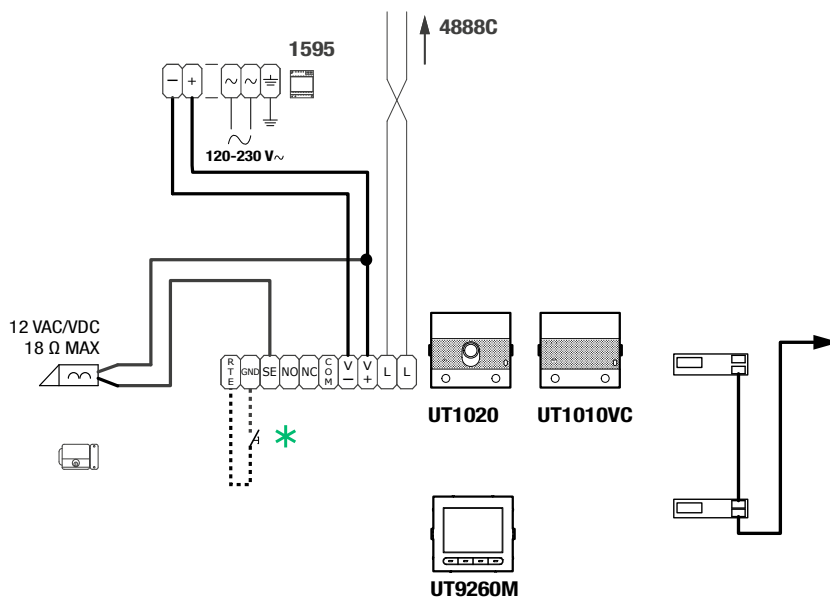 4888C
1595
− +
120-230 V~
12 VAC/VDC
18 Ω MAX
RTE GND SE NO NC COM V− V+ L L
UT1020
UT1010VC
*
UT9260M